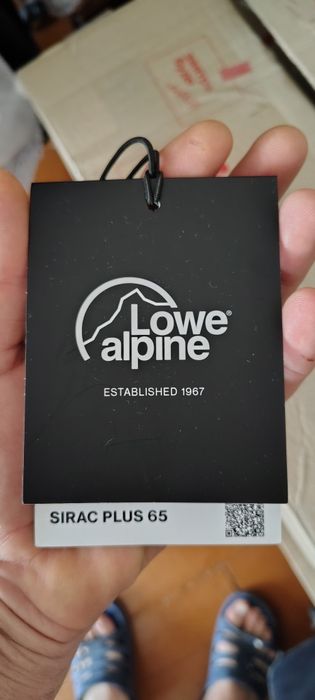 Lowe®
alpine
ESTABLISHED 1967
SIRAC PLUS 65